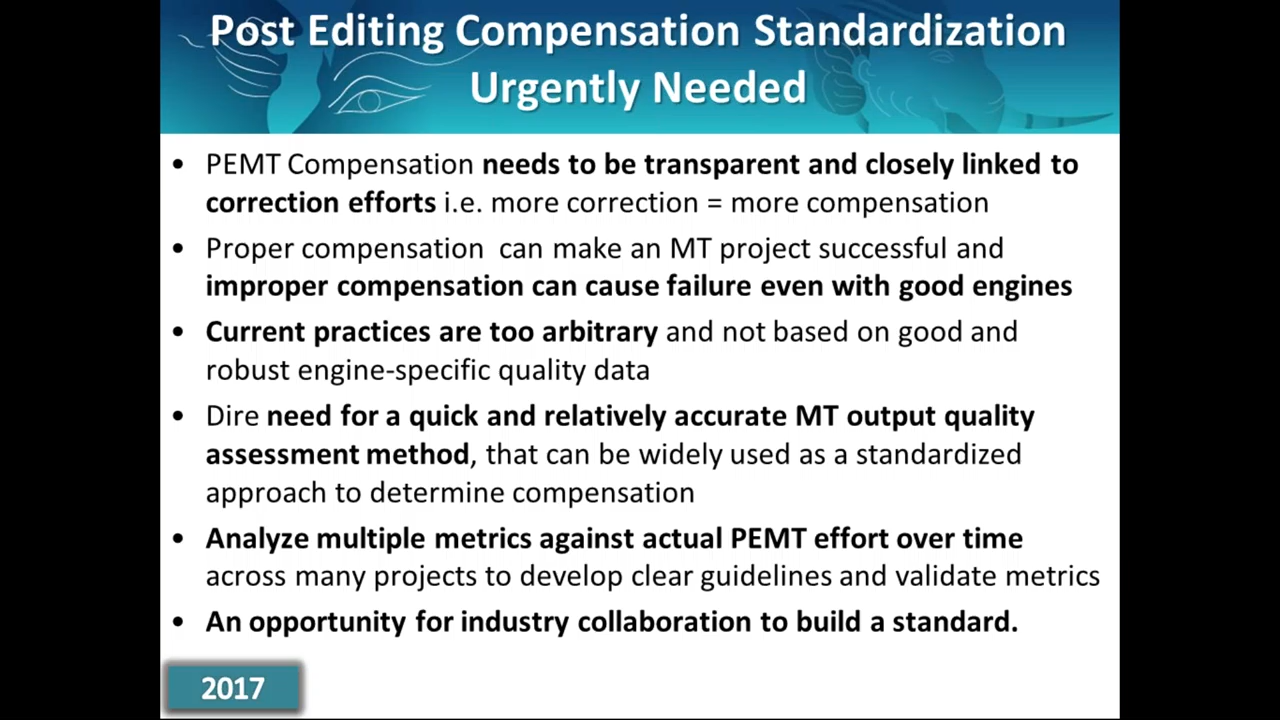 Post Editing Compensation Standardization
Urgently Needed
• PEMT Compensation needs to be transparent and closely linked to
correction efforts i.e. more correction = more compensation
• Proper compensation can make an MT project successful and
improper compensation can cause failure even with good engines
• Current practices are too arbitrary and not based on good and
robust engine-specific quality data
• Dire need for a quick and relatively accurate MT output quality
assessment method, that can be widely used as a standardized
approach to determine compensation
• Analyze multiple metrics against actual PEMT effort over time
across many projects to develop clear guidelines and validate metrics
• An opportunity for industry collaboration to build a standard.
2017